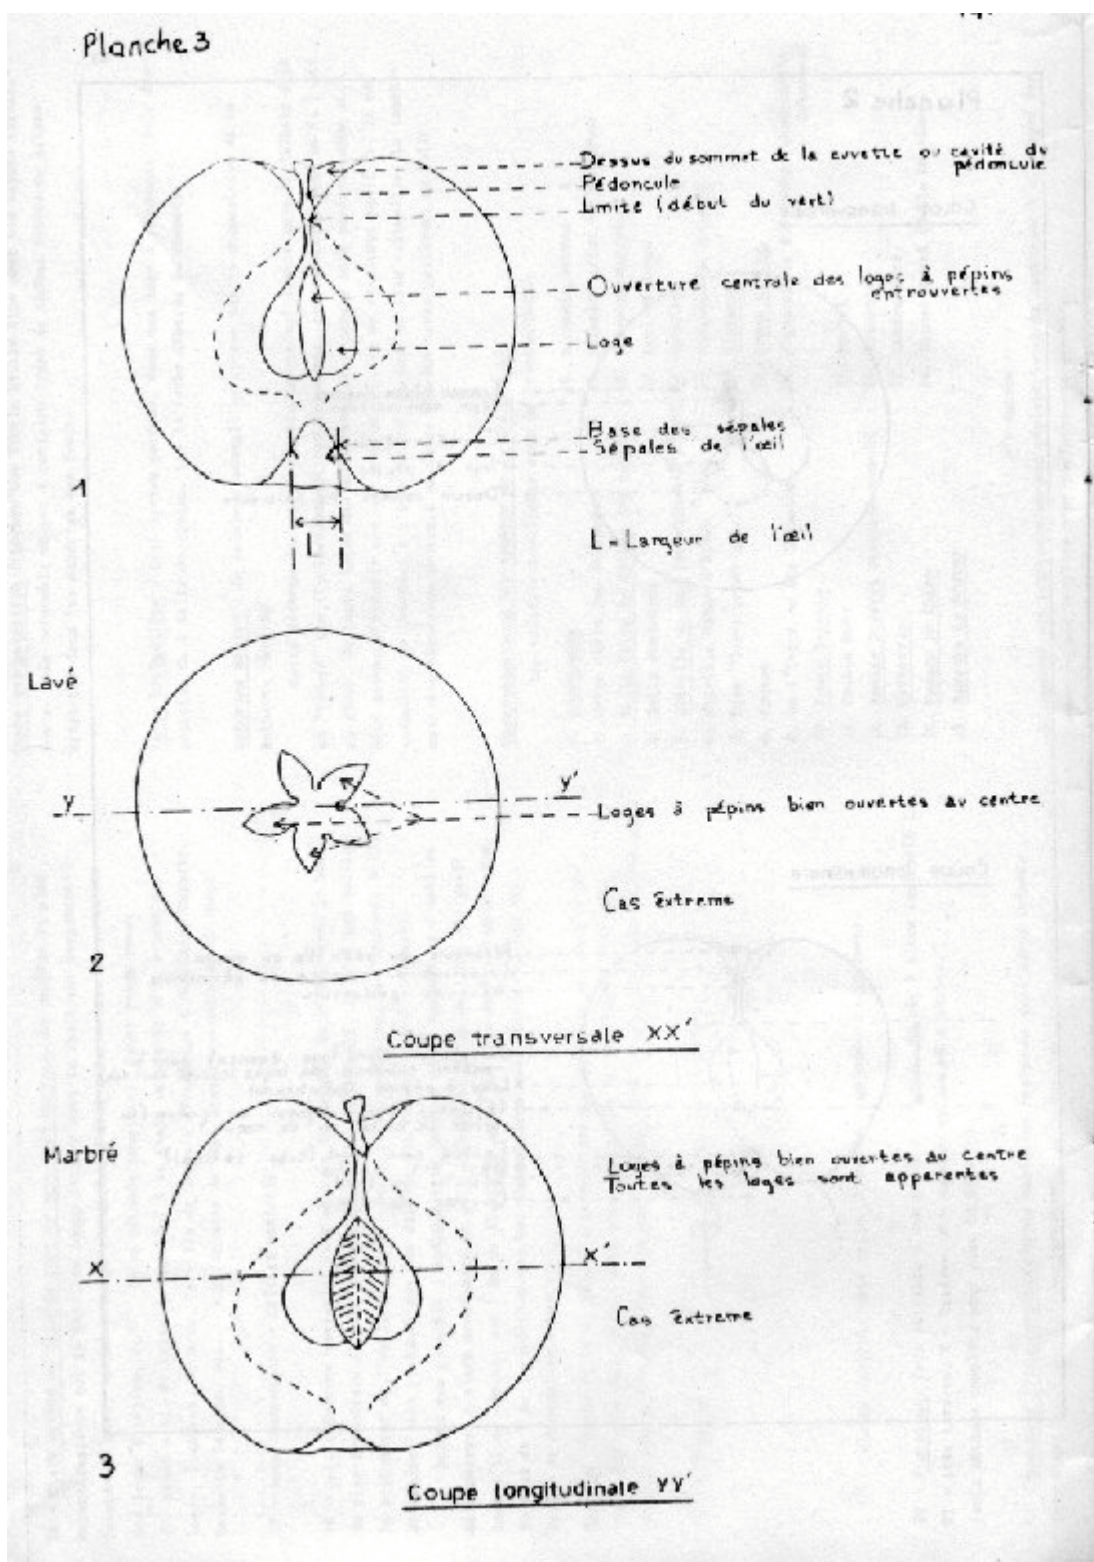 Planche 3
Dessus du sommet de la cuvette ou cavité du
pédoncule
Pédoncule
Limite (début du vert)
Ouverture centrale des loges à pépins
entrouvertes
Loge
Base des sépales
Sépales de l'œil
1
L
L = Largeur de l'œil
Lavé
y
y'
Loges à pépins bien ouvertes au centre
Cas extreme
2
Coupe transversale XX'
Marbré
Loges à pépins bien ouvertes au centre
Toutes les loges sont apparentes
X
X'
Cas extreme
3
Coupe longitudinale YY'